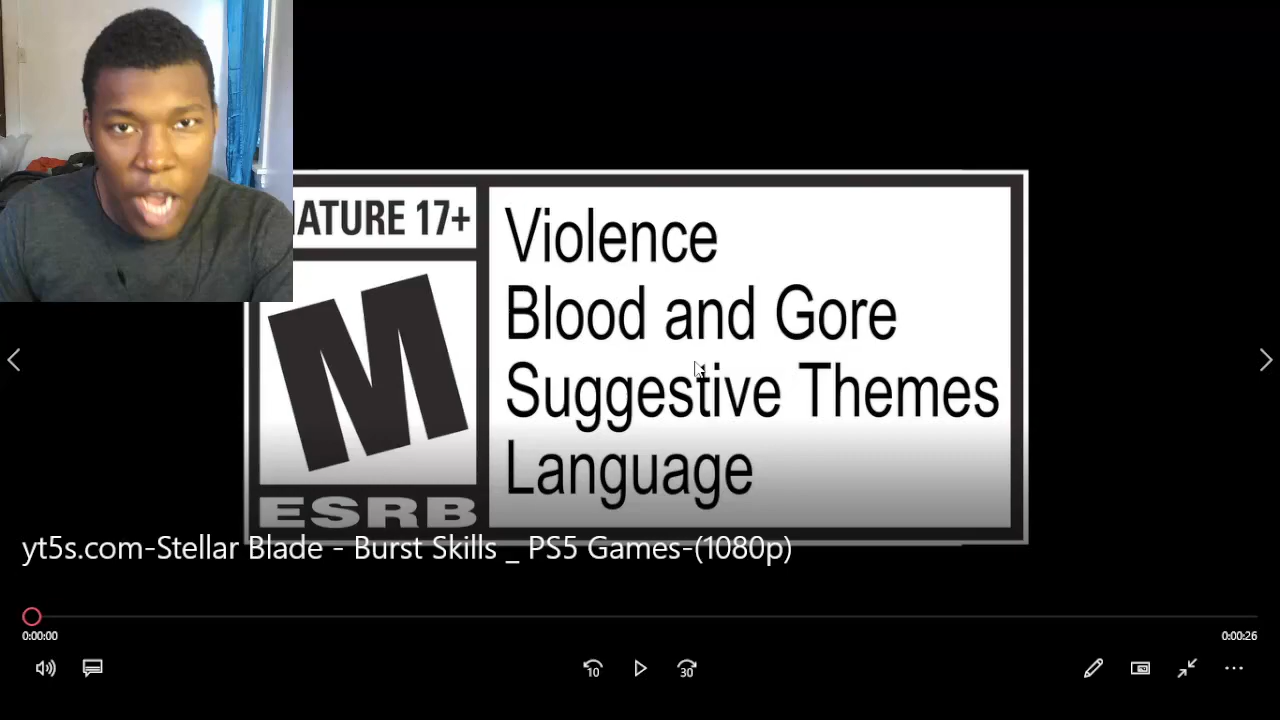 ATURE 17+
M
ESRB
Violence
Blood and Gore
Suggestive Themes
Language
yt5s.com-Stellar Blade - Burst Skills _ PS5 Games-(1080p)
0:00:00
0:00:26
10
30